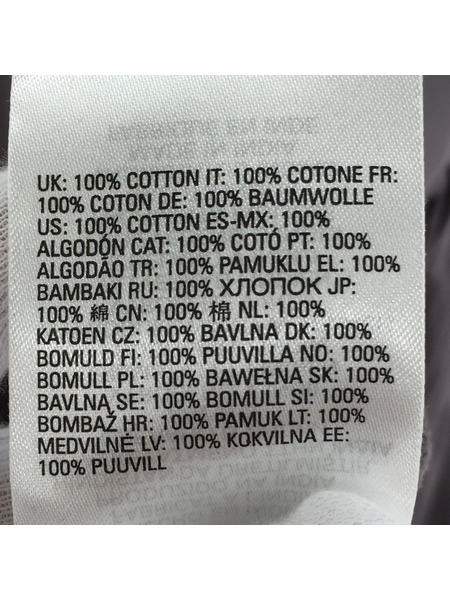 UK: 100% COTTON IT: 100% COTONE FR:
100% COTON DE: 100% BAUMWOLLE
US: 100% COTTON ES-MX: 100%
ALGODÓN CAT: 100% COTÓ PT: 100%
ALGODÃO TR: 100% PAMUKLU EL: 100%
BAMBAKI RU: 100% ХЛОПОК JP:
100% 綿 CN: 100% 棉 NL: 100%
KATOEN CZ: 100% BAVLNA DK: 100%
BOMULD FI: 100% PUUVILLA NO: 100%
BOMULL PL: 100% BAWEŁNA SK: 100%
BAVLNA SE: 100% BOMULL SI: 100%
BOMBAŽ HR: 100% PAMUK LT: 100%
MEDVILNĖ LV: 100% KOKVILNA EE:
100% PUUVILL